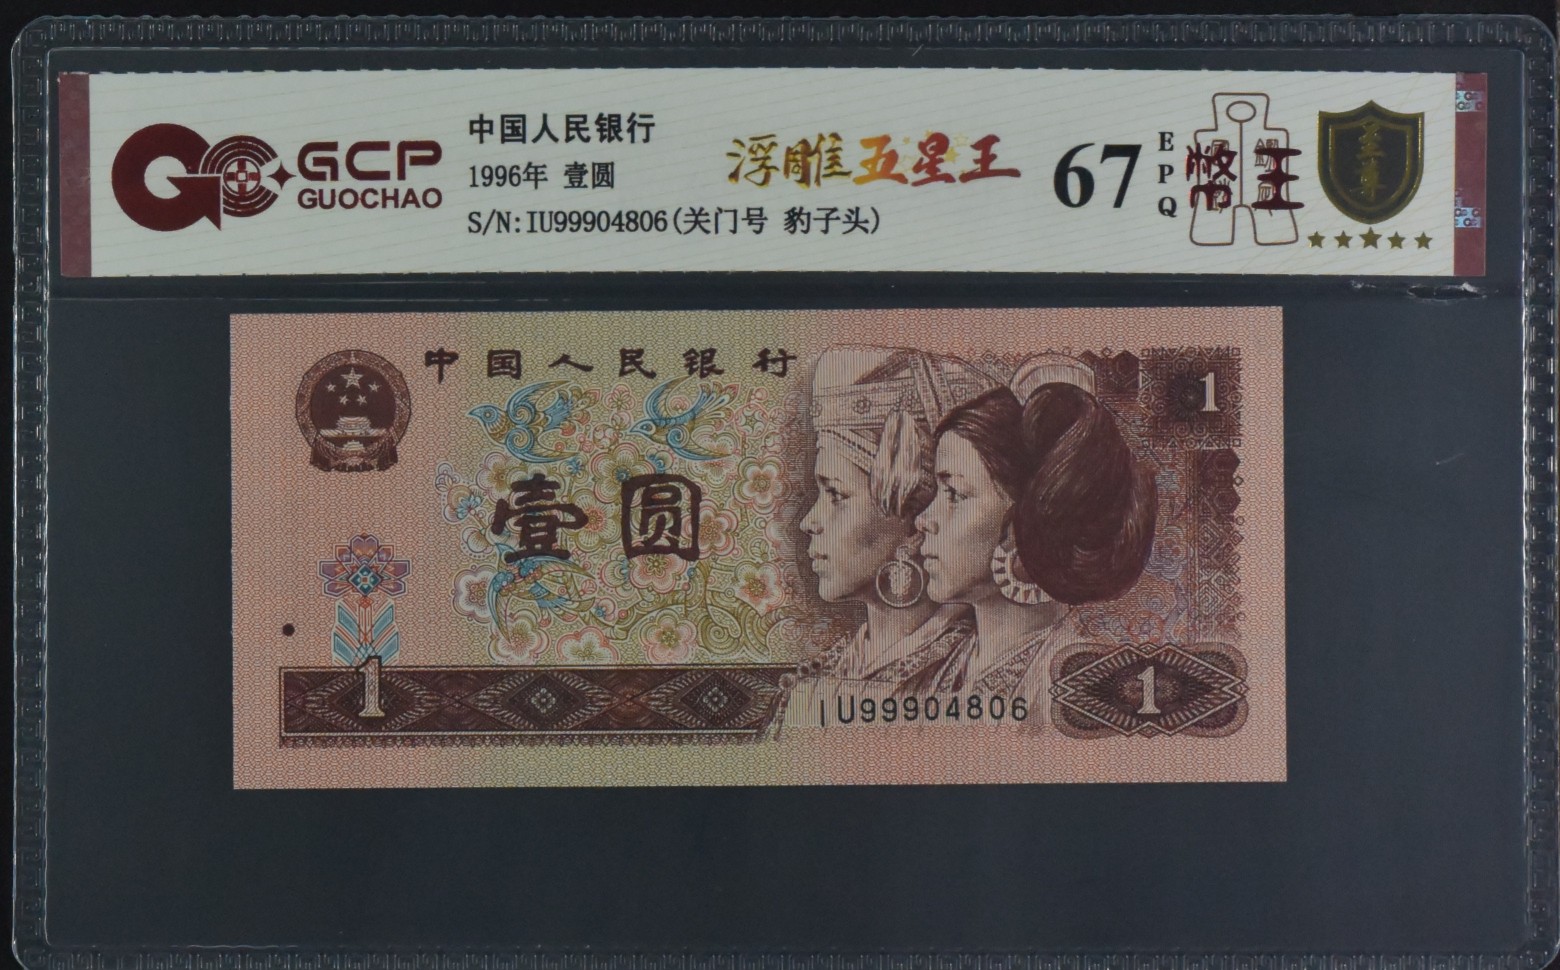 GCP
GUOCHAO
中国人民银行
1996年 壹圆
S/N:IU99904806(关门号 豹子头)
浮雕五星王
67
EPQ
至尊
中国人民银行
1
壹圆
1
IU99904806
1